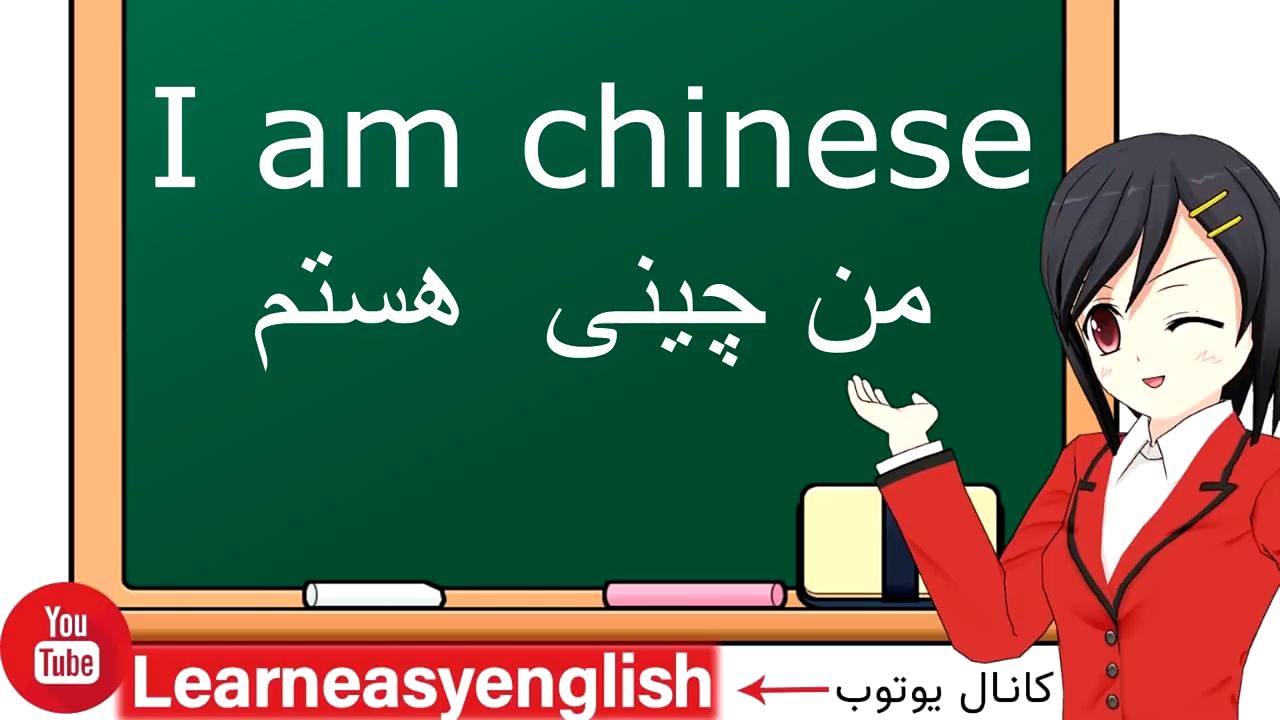 I am chinese
من چینی هستم
You
Tube
Learneasyenglish
کانال یوتوب